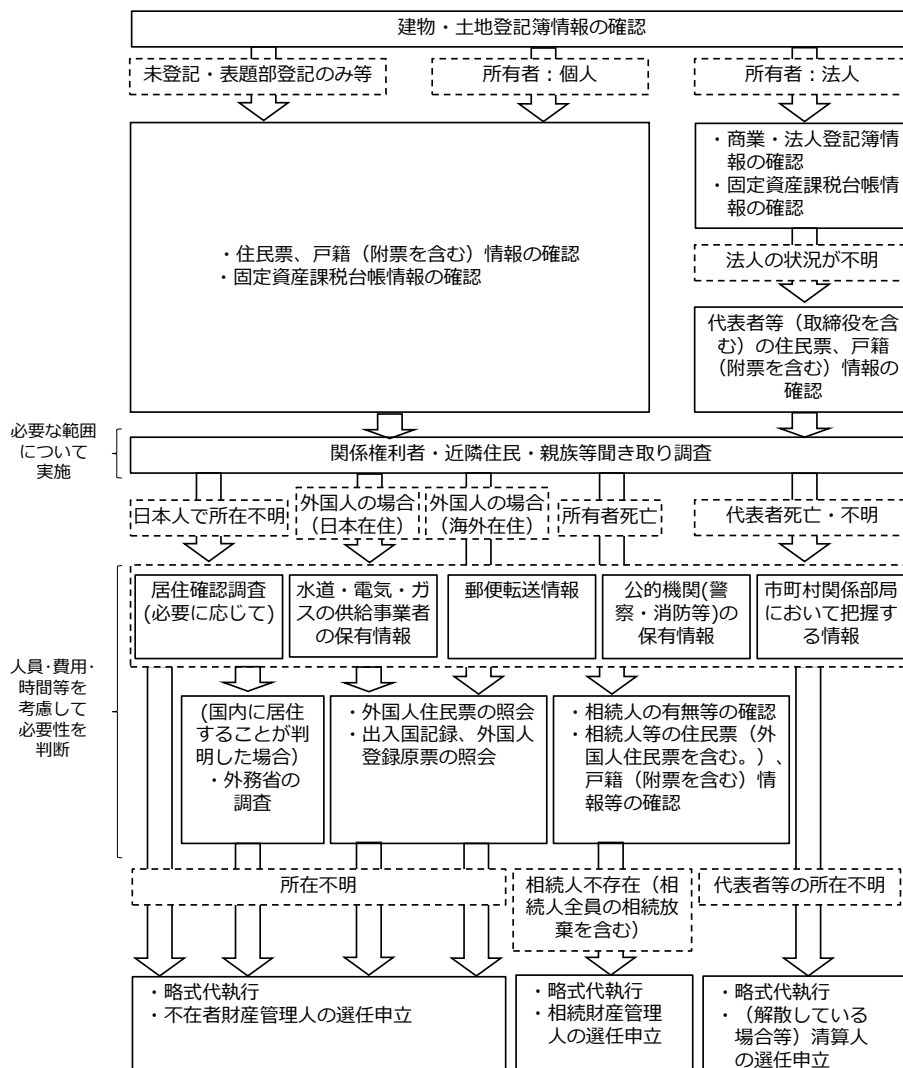 建物・土地登記簿情報の確認
未登記・表題部登記のみ等
所有者：個人
所有者：法人
・商業・法人登記簿情
報の確認
・固定資産課税台帳情
報の確認
・住民票、戸籍（附票を含む）情報の確認
・固定資産課税台帳情報の確認
法人の状況が不明
代表者等（取締役を含
む）の住民票、戸籍
（附票を含む）情報の
確認
必要な範囲
について
実施
関係権利者・近隣住民・親族等聞き取り調査
日本人で所在不明
外国人の場合
（日本在住）
外国人の場合
（海外在住）
所有者死亡
代表者死亡・不明
居住確認調査
(必要に応じて)
水道・電気・ガ
スの供給事業者
の保有情報
郵便転送情報
公的機関(警
察・消防等)の
保有情報
市町村関係部局
において把握す
る情報
人員・費用・
時間等を
考慮して
必要性を
判断
(国内に居住
することが判
明した場合）
・外務省の
調査
・外国人住民票の照会
・出入国記録、外国人
登録原票の照会
・相続人の有無等の確認
・相続人等の住民票（外
国人住民票を含む。）、
戸籍（附票を含む）情
報等の確認
所在不明
相続人不存在（相
続人全員の相続放
棄を含む）
代表者等の所在不明
・略式代執行
・不在者財産管理人の選任申立
・略式代執行
・相続財産管理
人の選任申立
・略式代執行
・（解散している
場合等）清算人
の選任申立